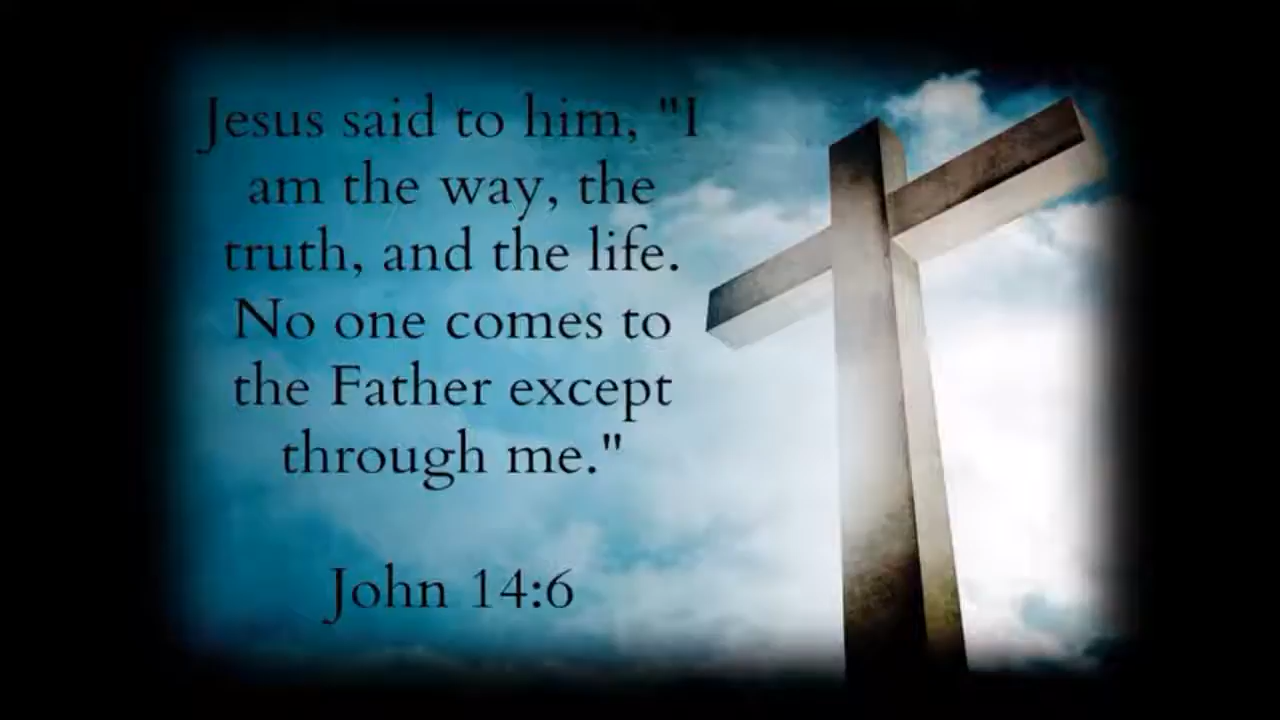 Jesus said to him, "I
am the way, the
truth, and the life.
No one comes to
the Father except
through me."
John 14:6